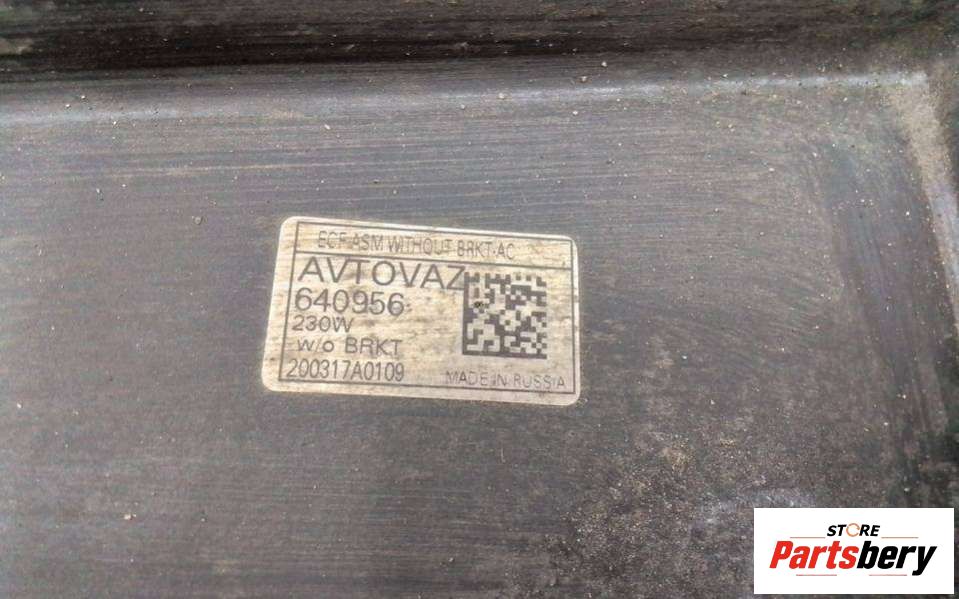 ECF ASM WITHOUT BRKT-AC
AVTOVAZ
640956
230W
w/o BRKT
200317A0109
MADE IN RUSSIA
STORE
Partsbery